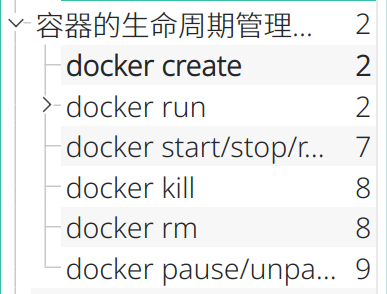 容器的生命周期管理... 2
docker create 2
docker run 2
docker start/stop/r... 7
docker kill 8
docker rm 8
docker pause/unpa... 9